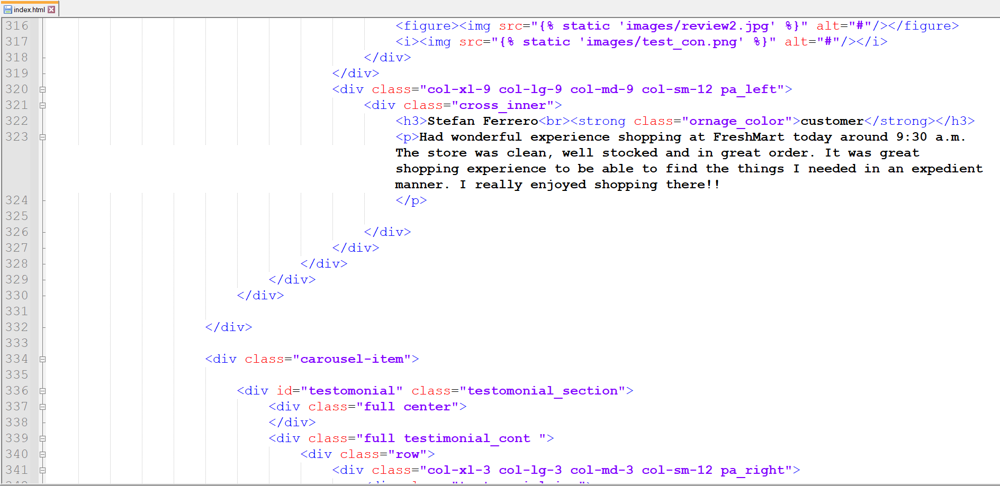 index.html
316 <figure><img src="{% static 'images/review2.jpg' %}" alt="#"/></figure>
317 <i><img src="{% static 'images/test_con.png' %}" alt="#"/></i>
318 </div>
319 </div>
320 <div class="col-xl-9 col-lg-9 col-md-9 col-sm-12 pa_left">
321 <div class="cross_inner">
322 <h3>Stefan Ferrero<br><strong class="ornage_color">customer</strong></h3>
323 <p>Had wonderful experience shopping at FreshMart today around 9:30 a.m.
The store was clean, well stocked and in great order. It was great
shopping experience to be able to find the things I needed in an expedient
manner. I really enjoyed shopping there!!
324 </p>
325
326 </div>
327 </div>
328 </div>
329 </div>
330 </div>
331
332 </div>
333
334 <div class="carousel-item">
335
336 <div id="testomonial" class="testomonial_section">
337 <div class="full center">
338 </div>
339 <div class="full testimonial_cont ">
340 <div class="row">
341 <div class="col-xl-3 col-lg-3 col-md-3 col-sm-12 pa_right">